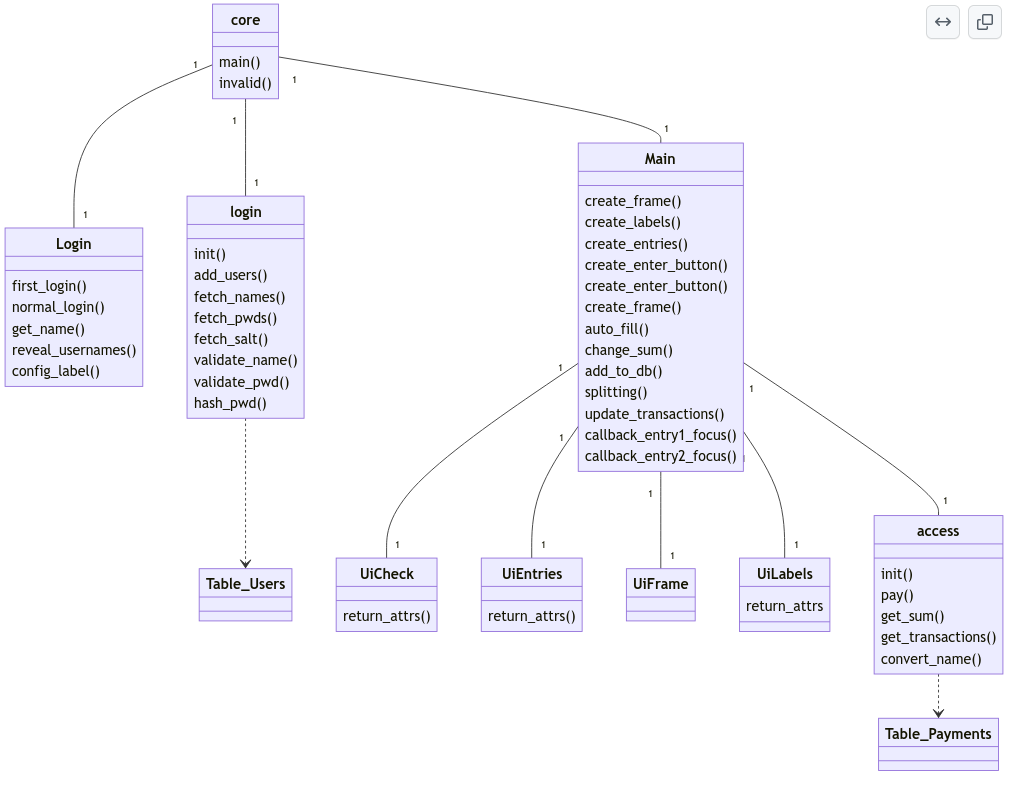 core
main()
invalid()
1
1
1
1
1
1
Main
create_frame()
create_labels()
create_entries()
create_enter_button()
create_enter_button()
create_frame()
auto_fill()
change_sum()
add_to_db()
splitting()
update_transactions()
callback_entry1_focus()
callback_entry2_focus()
login
init()
add_users()
fetch_names()
fetch_pwds()
fetch_salt()
validate_name()
validate_pwd()
hash_pwd()
Login
first_login()
normal_login()
get_name()
reveal_usernames()
config_label()
1
1
1
1
1
1
1
1
1
access
init()
pay()
get_sum()
get_transactions()
convert_name()
Table_Users
UiCheck
return_attrs()
UiEntries
return_attrs()
UiFrame
UiLabels
return_attrs
Table_Payments